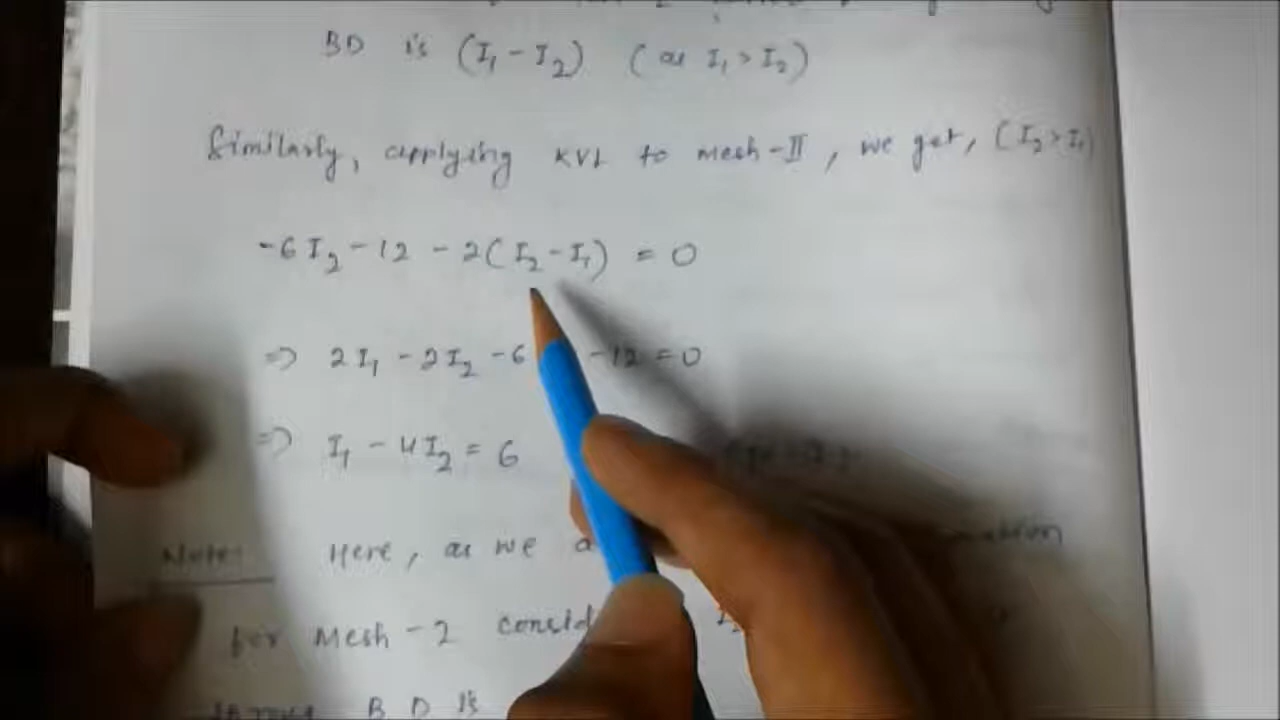 BD is (I₁ - I₂) (as I₁ > I₂)
Similarly, applying KVL to mesh-II, we get, (I₂ > I₁)
-6I₂ - 12 - 2(I₂ - I₁) = 0
⇒ 2I₁ - 2I₂ - 6 - 12 = 0
⇒ I₁ - 4I₂ = 6
Note: Here, as we
for Mesh-2
BD is